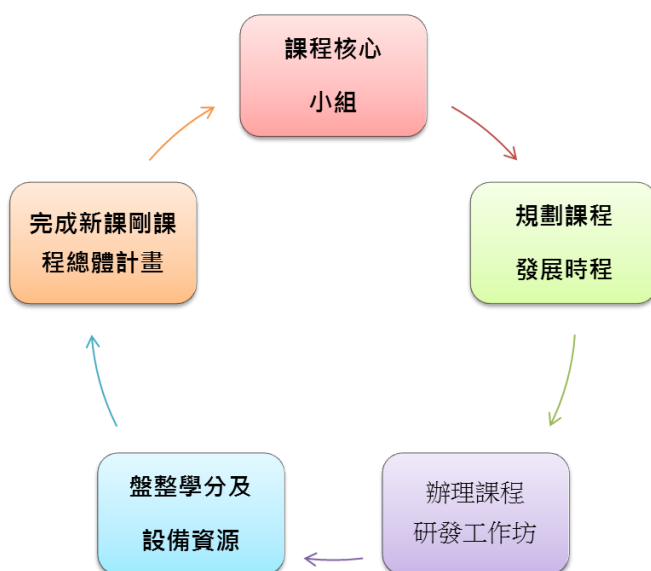 課程核心
小組
規劃課程
發展時程
辦理課程
研發工作坊
盤整學分及
設備資源
完成新課剛課
程總體計畫